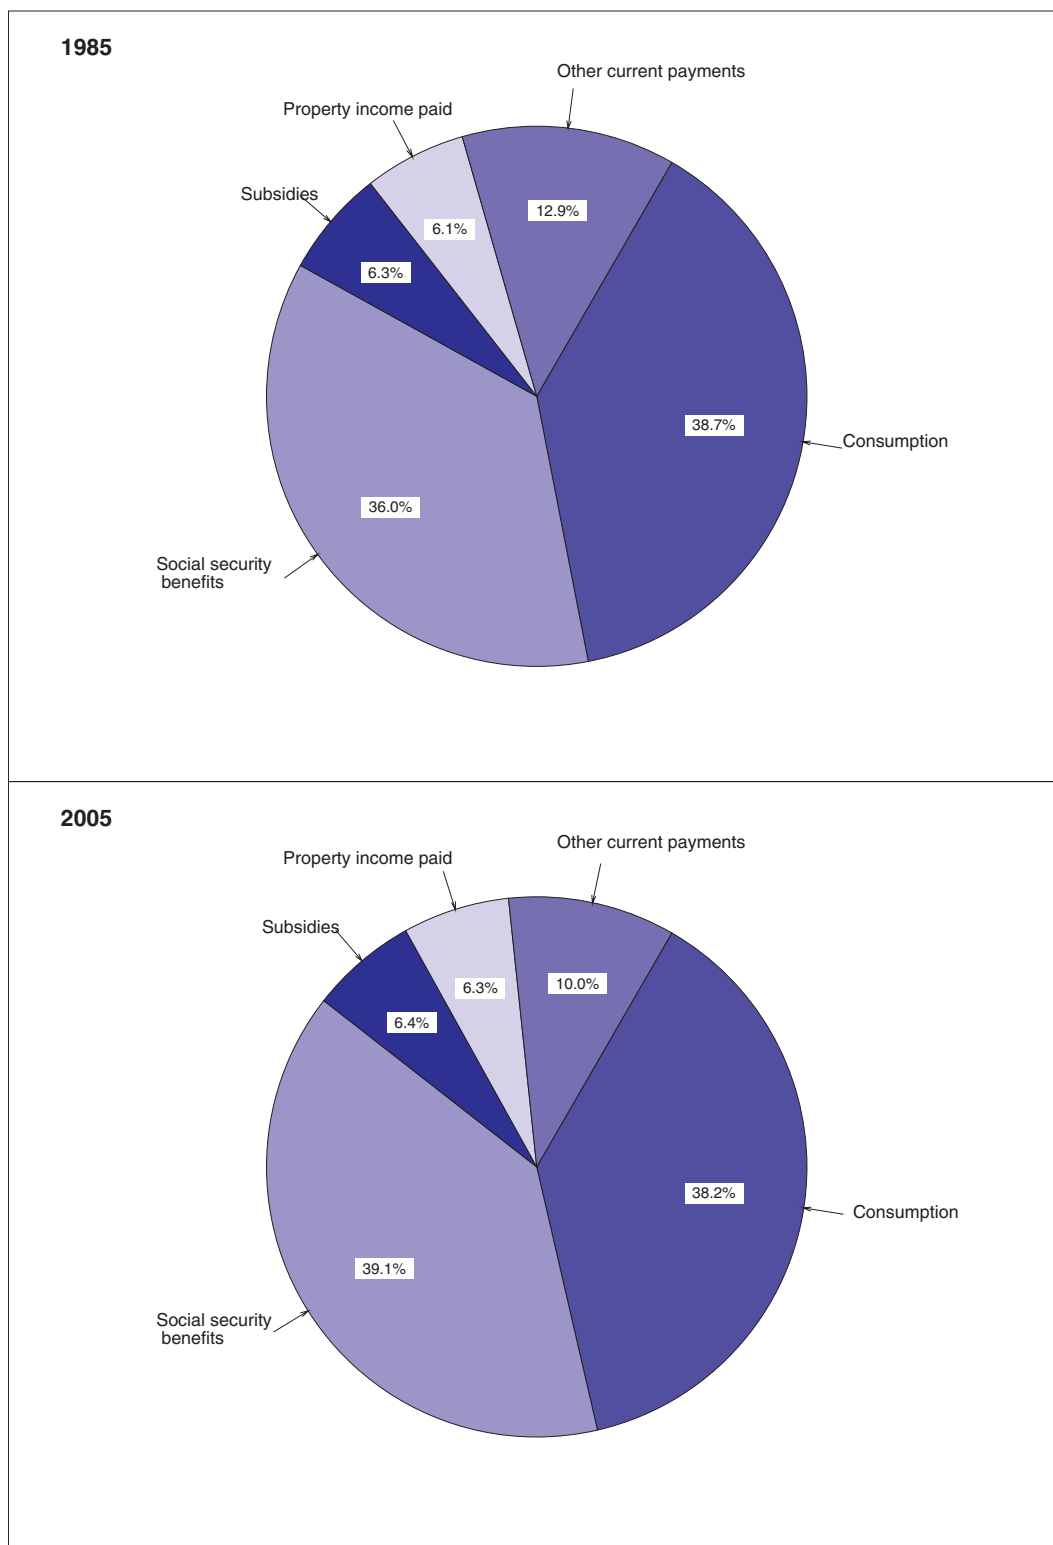 1985
Other current payments
Property income paid
Subsidies
12.9%
6.1%
6.3%
38.7%
Consumption
36.0%
Social security
benefits
2005
Other current payments
Property income paid
Subsidies
10.0%
6.3%
6.4%
38.2%
Consumption
39.1%
Social security
benefits